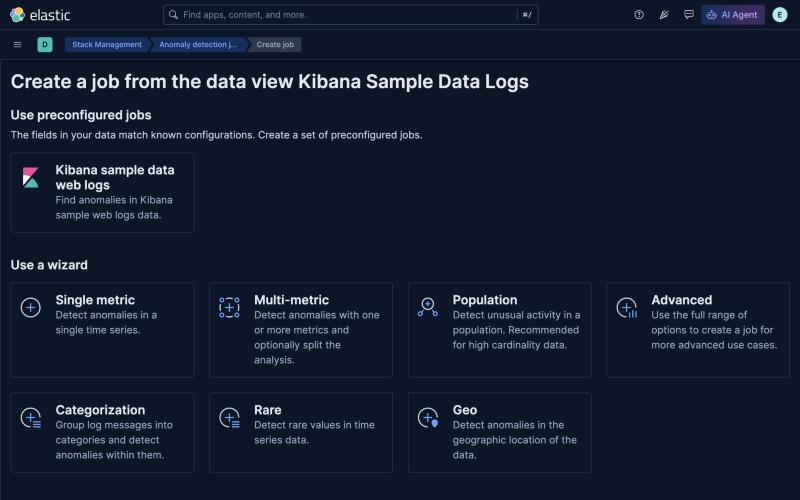 elastic
Find apps, content, and more.
⌘/
AI Agent
E
D
Stack Management
Anomaly detection j...
Create job
Create a job from the data view Kibana Sample Data Logs
Use preconfigured jobs
The fields in your data match known configurations. Create a set of preconfigured jobs.
Kibana sample data
web logs
Find anomalies in Kibana
sample web logs data.
Use a wizard
Single metric
Detect anomalies in a
single time series.
Multi-metric
Detect anomalies with one
or more metrics and
optionally split the
analysis.
Population
Detect unusual activity in a
population. Recommended
for high cardinality data.
Advanced
Use the full range of
options to create a job for
more advanced use cases.
Categorization
Group log messages into
categories and detect
anomalies within them.
Rare
Detect rare values in time
series data.
Geo
Detect anomalies in the
geographic location of the
data.